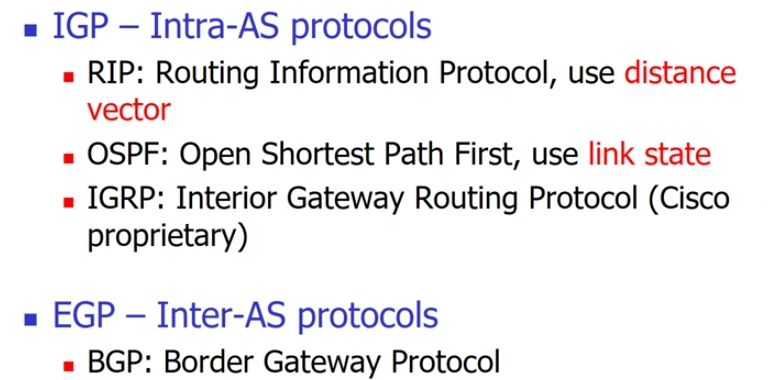 IGP – Intra-AS protocols
RIP: Routing Information Protocol, use distance
vector
OSPF: Open Shortest Path First, use link state
IGRP: Interior Gateway Routing Protocol (Cisco
proprietary)
EGP – Inter-AS protocols
BGP: Border Gateway Protocol